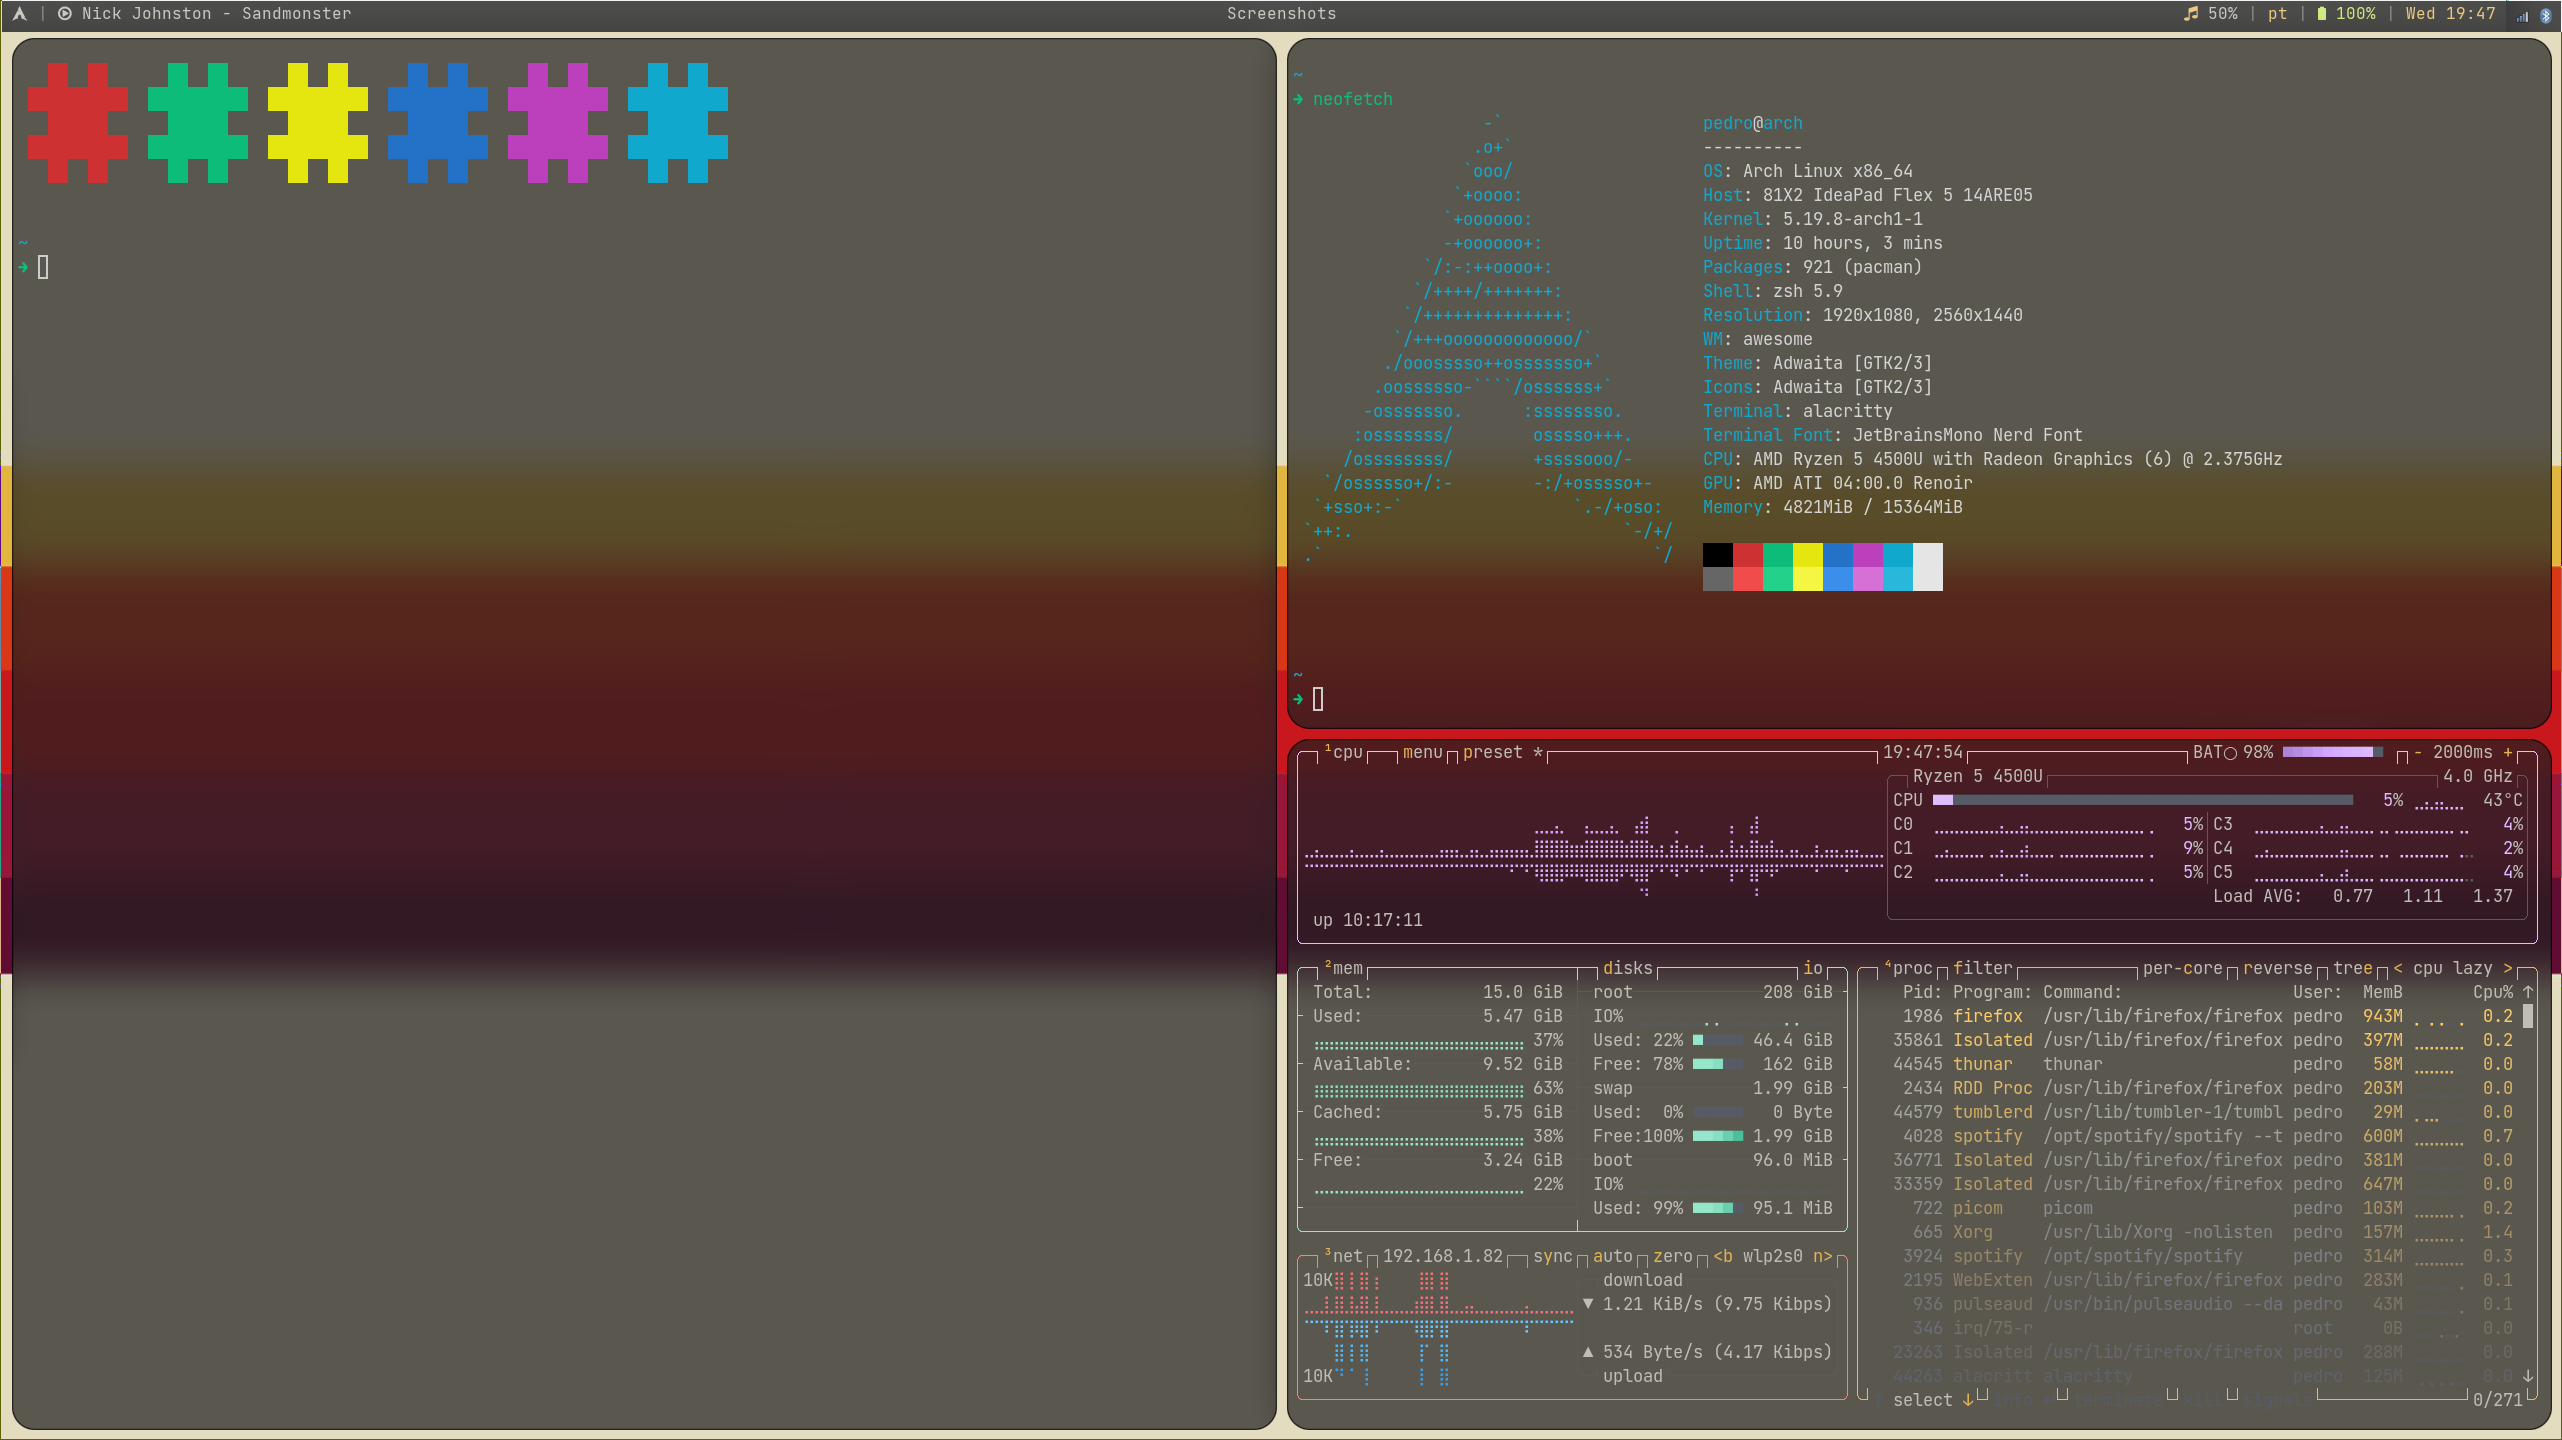 Nick Johnston - Sandmonster
Screenshots
50% | pt | 100% | Wed 19:47
~
➜
~
➜ neofetch
-`
.o+`
`ooo/
`+oooo:
`+oooooo:
-+oooooo+:
`/:-:++oooo+:
`/++++/+++++++:
`/++++++++++++++:
`/+++ooooooooooooo/`
./ooosssso++osssssso+`
.oossssso-````/ossssss+`
-osssssso.      :ssssssso.
:osssssss/        osssso+++.
/ossssssss/        +ssssooo/-
`/ossssso+/:-        -:/+osssso+-
`+sso+:-`                 `.-/+oso:
`++:.                           `-/+/
.`                                 `/
pedro@arch
----------
OS: Arch Linux x86_64
Host: 81X2 IdeaPad Flex 5 14ARE05
Kernel: 5.19.8-arch1-1
Uptime: 10 hours, 3 mins
Packages: 921 (pacman)
Shell: zsh 5.9
Resolution: 1920x1080, 2560x1440
WM: awesome
Theme: Adwaita [GTK2/3]
Icons: Adwaita [GTK2/3]
Terminal: alacritty
Terminal Font: JetBrainsMono Nerd Font
CPU: AMD Ryzen 5 4500U with Radeon Graphics (6) @ 2.375GHz
GPU: AMD ATI 04:00.0 Renoir
Memory: 4821MiB / 15364MiB
~
➜
¹cpu menu preset * 19:47:54 BAT○ 98% - 2000ms +
Ryzen 5 4500U 4.0 GHz
CPU 5% 43°C
C0 5% C3 4%
C1 9% C4 2%
C2 5% C5 4%
Load AVG: 0.77 1.11 1.37
up 10:17:11
²mem disks io
Total: 15.0 GiB
Used: 5.47 GiB
37%
Available: 9.52 GiB
63%
Cached: 5.75 GiB
38%
Free: 3.24 GiB
22%
root 208 GiB
IO%
Used: 22% 46.4 GiB
Free: 78% 162 GiB
swap 1.99 GiB
Used: 0% 0 Byte
Free:100% 1.99 GiB
boot 96.0 MiB
IO%
Used: 99% 95.1 MiB
³net 192.168.1.82 sync auto zero <b wlp2s0 n>
10K
10K
download
▼ 1.21 KiB/s (9.75 Kibps)
▲ 534 Byte/s (4.17 Kibps)
upload
⁴proc filter per-core reverse tree < cpu lazy >
Pid: Program: Command: User: MemB Cpu% ↑
1986 firefox /usr/lib/firefox/firefox pedro 943M 0.2
35861 Isolated /usr/lib/firefox/firefox pedro 397M 0.2
44545 thunar thunar pedro 58M 0.0
2434 RDD Proc /usr/lib/firefox/firefox pedro 203M 0.0
44579 tumblerd /usr/lib/tumbler-1/tumbl pedro 29M 0.0
4028 spotify /opt/spotify/spotify --t pedro 600M 0.7
36771 Isolated /usr/lib/firefox/firefox pedro 381M 0.0
33359 Isolated /usr/lib/firefox/firefox pedro 647M 0.0
722 picom picom pedro 103M 0.2
665 Xorg /usr/lib/Xorg -nolisten pedro 157M 1.4
3924 spotify /opt/spotify/spotify pedro 314M 0.3
2195 WebExten /usr/lib/firefox/firefox pedro 283M 0.1
936 pulseaud /usr/bin/pulseaudio --da pedro 43M 0.1
346 irq/75-r root 0B 0.0
23263 Isolated /usr/lib/firefox/firefox pedro 288M 0.0
44263 alacritt alacritty pedro 125M 0.0 ↓
select ↓ info terminate kill signals 0/271